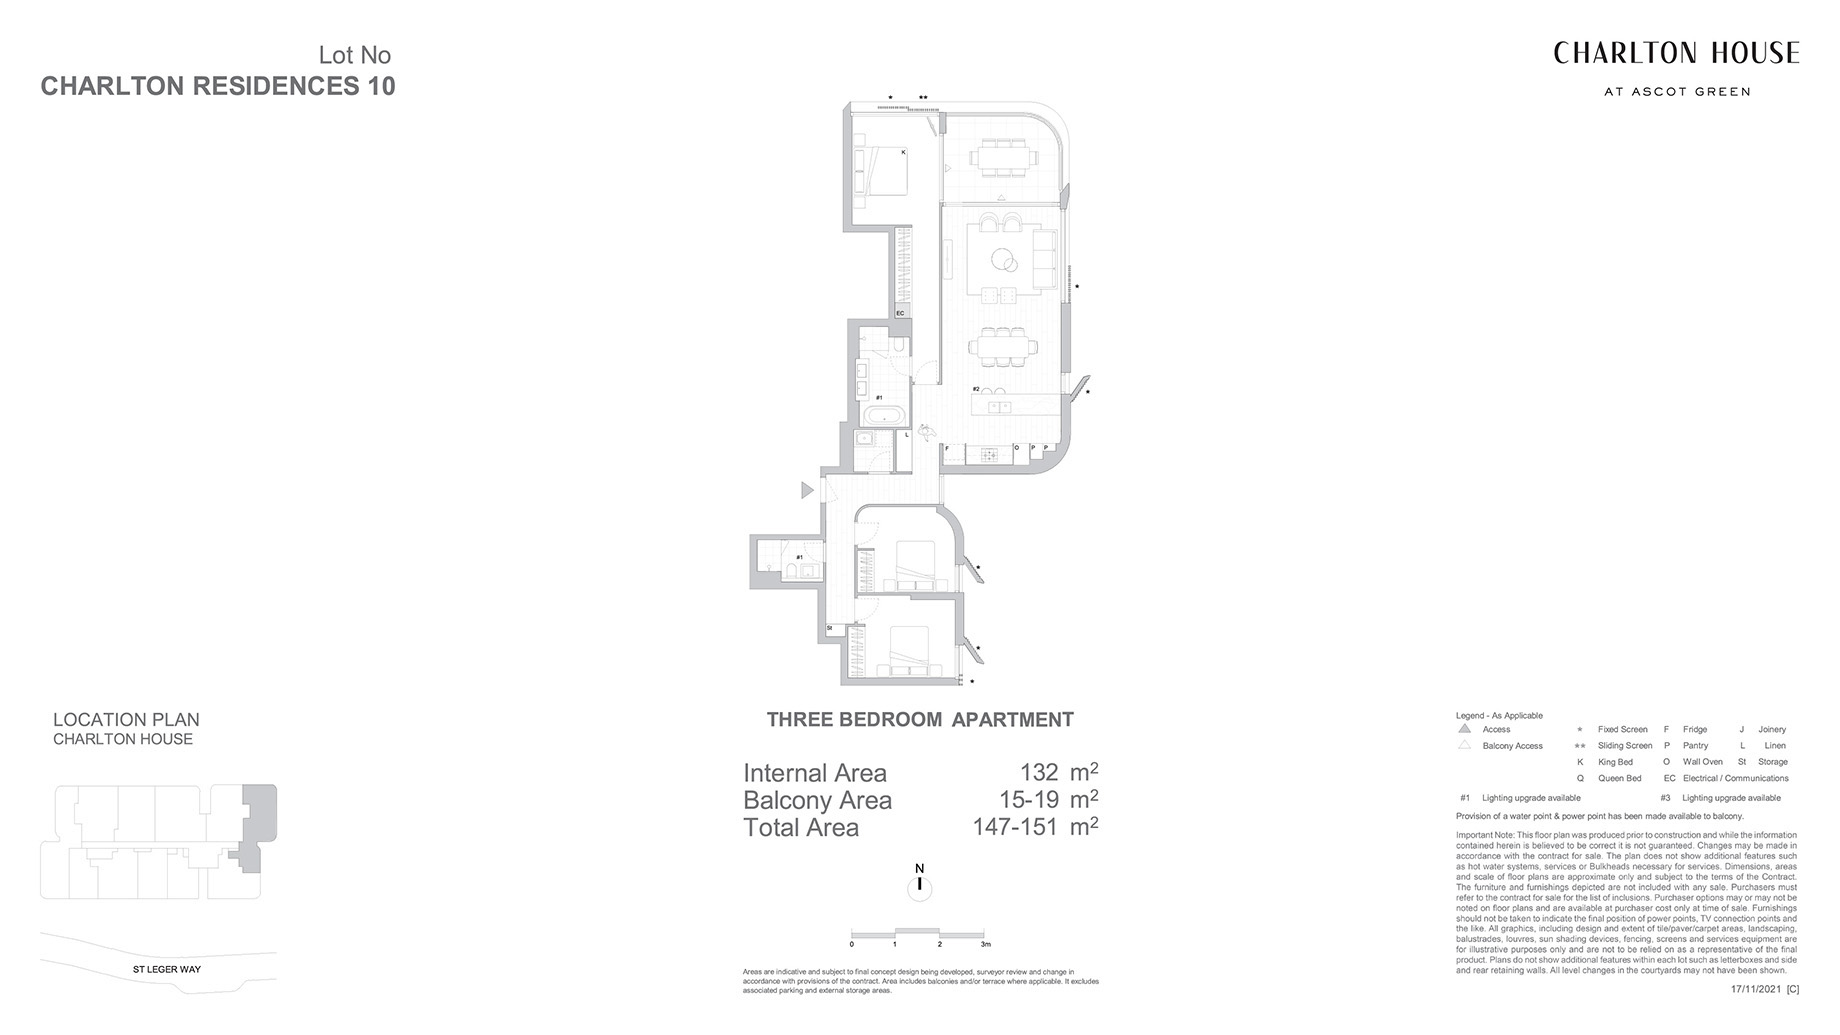 Lot No
CHARLTON RESIDENCES 10
CHARLTON HOUSE
AT ASCOT GREEN
* **
K
EC
*
#2
*
#1
L
F O P P
*
#1
St
*
*
THREE BEDROOM APARTMENT
Internal Area 132 m²
Balcony Area 15-19 m²
Total Area 147-151 m²
N
0 1 2 3m
Areas are indicative and subject to final concept design being developed, surveyor review and change in
accordance with provisions of the contract. Area includes balconies and/or terrace where applicable. It excludes
associated parking and external storage areas.
LOCATION PLAN
CHARLTON HOUSE
ST LEGER WAY
Legend - As Applicable
Access * Fixed Screen F Fridge J Joinery
Balcony Access ** Sliding Screen P Pantry L Linen
K King Bed O Wall Oven St Storage
Q Queen Bed EC Electrical / Communications
#1 Lighting upgrade available #3 Lighting upgrade available
Provision of a water point & power point has been made available to balcony.
Important Note: This floor plan was produced prior to construction and while the information
contained herein is believed to be correct it is not guaranteed. Changes may be made in
accordance with the contract for sale. The plan does not show additional features such
as hot water systems, services or Bulkheads necessary for services. Dimensions, areas
and scale of floor plans are approximate only and subject to the terms of the Contract.
The furniture and furnishings depicted are not included with any sale. Purchasers must
refer to the contract for sale for the list of inclusions. Purchaser options may or may not be
noted on floor plans and are available at purchaser cost only at time of sale. Furnishings
should not be taken to indicate the final position of power points, TV connection points and
the like. All graphics, including design and extent of tile/paver/carpet areas, landscaping,
balustrades, louvres, sun shading devices, fencing, screens and services equipment are
for illustrative purposes only and are not to be relied on as a representative of the final
product. Plans do not show additional features within each lot such as letterboxes and side
and rear retaining walls. All level changes in the courtyards may not have been shown.
17/11/2021 [C]